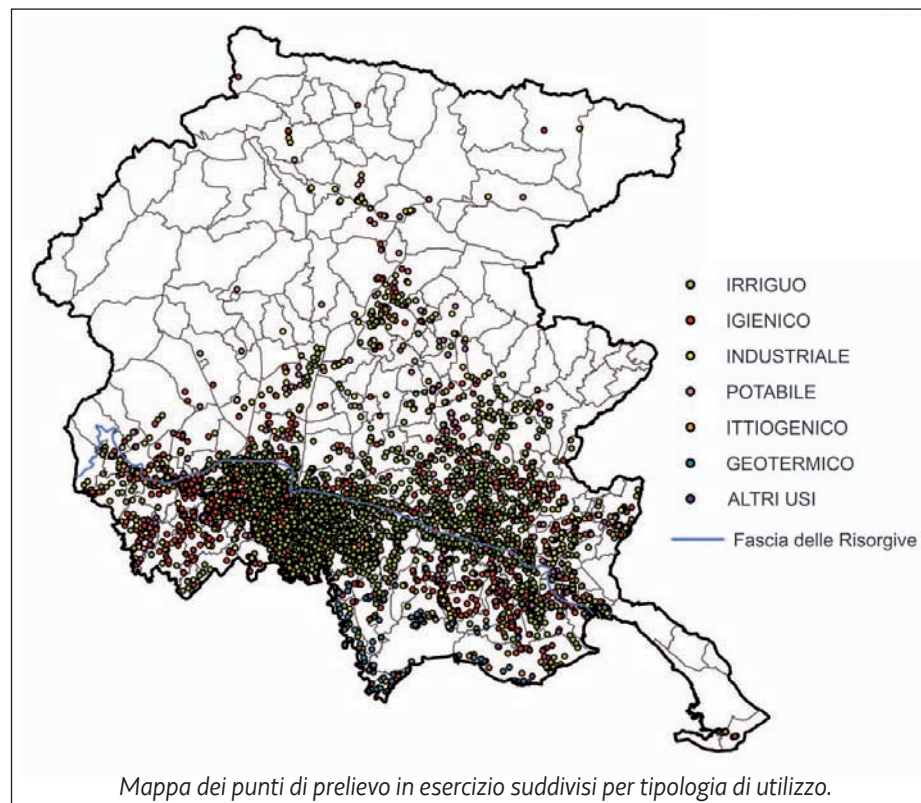 IRRIGUO
IGIENICO
INDUSTRIALE
POTABILE
ITTIOGENICO
GEOTERMICO
ALTRI USI
Fascia delle Risorgive
Mappa dei punti di prelievo in esercizio suddivisi per tipologia di utilizzo.